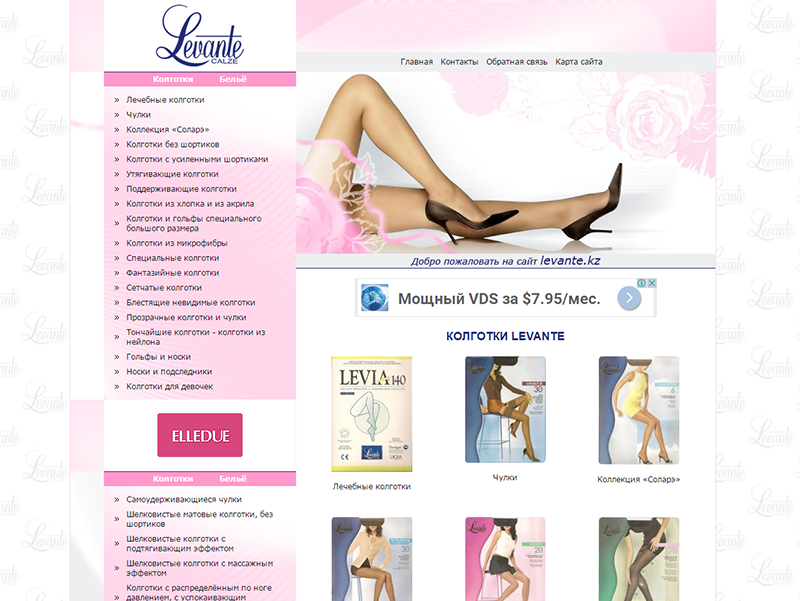 Levante
CALZE
Колготки Бельё
» Лечебные колготки
» Чулки
» Коллекция «Соларэ»
» Колготки без шортиков
» Колготки с усиленными шортиками
» Утягивающие колготки
» Поддерживающие колготки
» Колготки из хлопка и из акрила
» Колготки и гольфы специального
большого размера
» Колготки из микрофибры
» Специальные колготки
» Фантазийные колготки
» Сетчатые колготки
» Блестящие невидимые колготки
» Прозрачные колготки и чулки
» Тончайшие колготки - колготки из
нейлона
» Гольфы и носки
» Носки и подследники
» Колготки для девочек
ELLEDUE
Колготки Бельё
» Самоудерживающиеся чулки
» Шелковистые матовые колготки, без
шортиков
» Шелковистые колготки с
подтягивающим эффектом
» Шелковистые колготки с массажным
эффектом
» Колготки с распределённым по ноге
давлением, с успокаивающим
Главная Контакты Обратная связь Карта сайта
Добро пожаловать на сайт levante.kz
Мощный VDS за $7.95/мес.
КОЛГОТКИ LEVANTE
LEVIA 140
Levante
30
Лечебные колготки
Чулки
Коллекция «Соларэ»
30
20